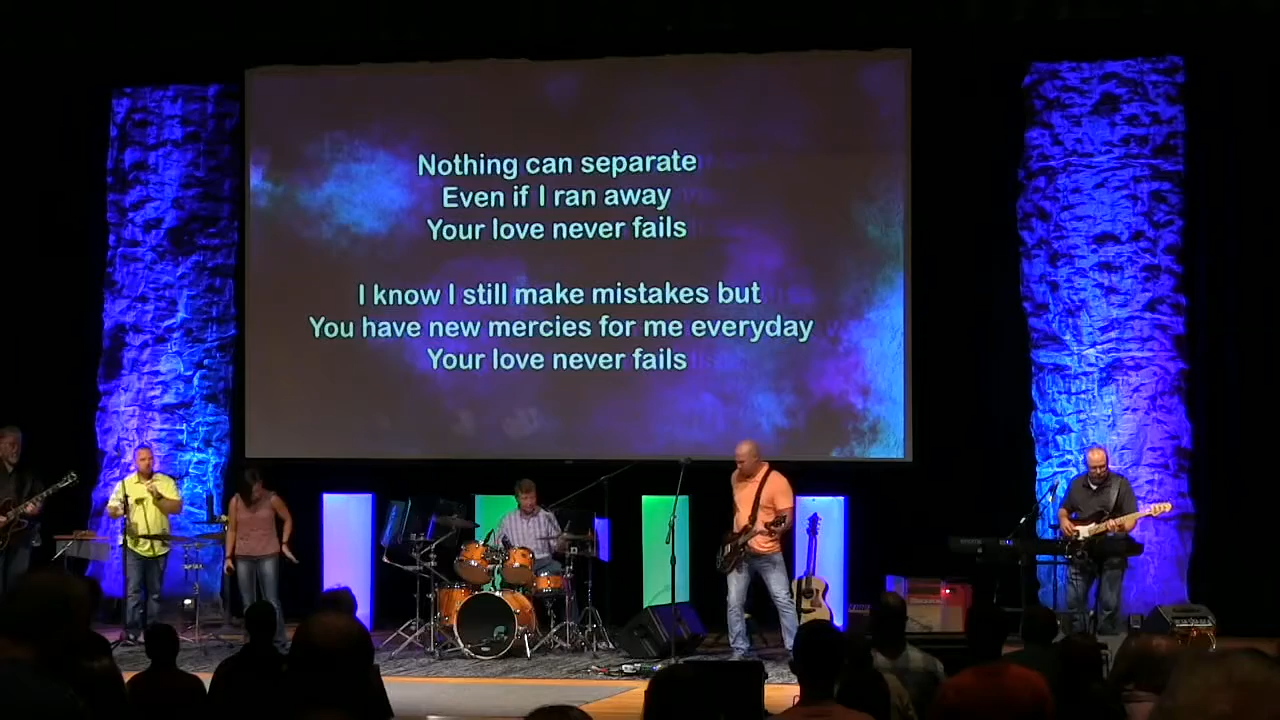 Nothing can separate
Even if I ran away
Your love never fails
I know I still make mistakes but
You have new mercies for me everyday
Your love never fails